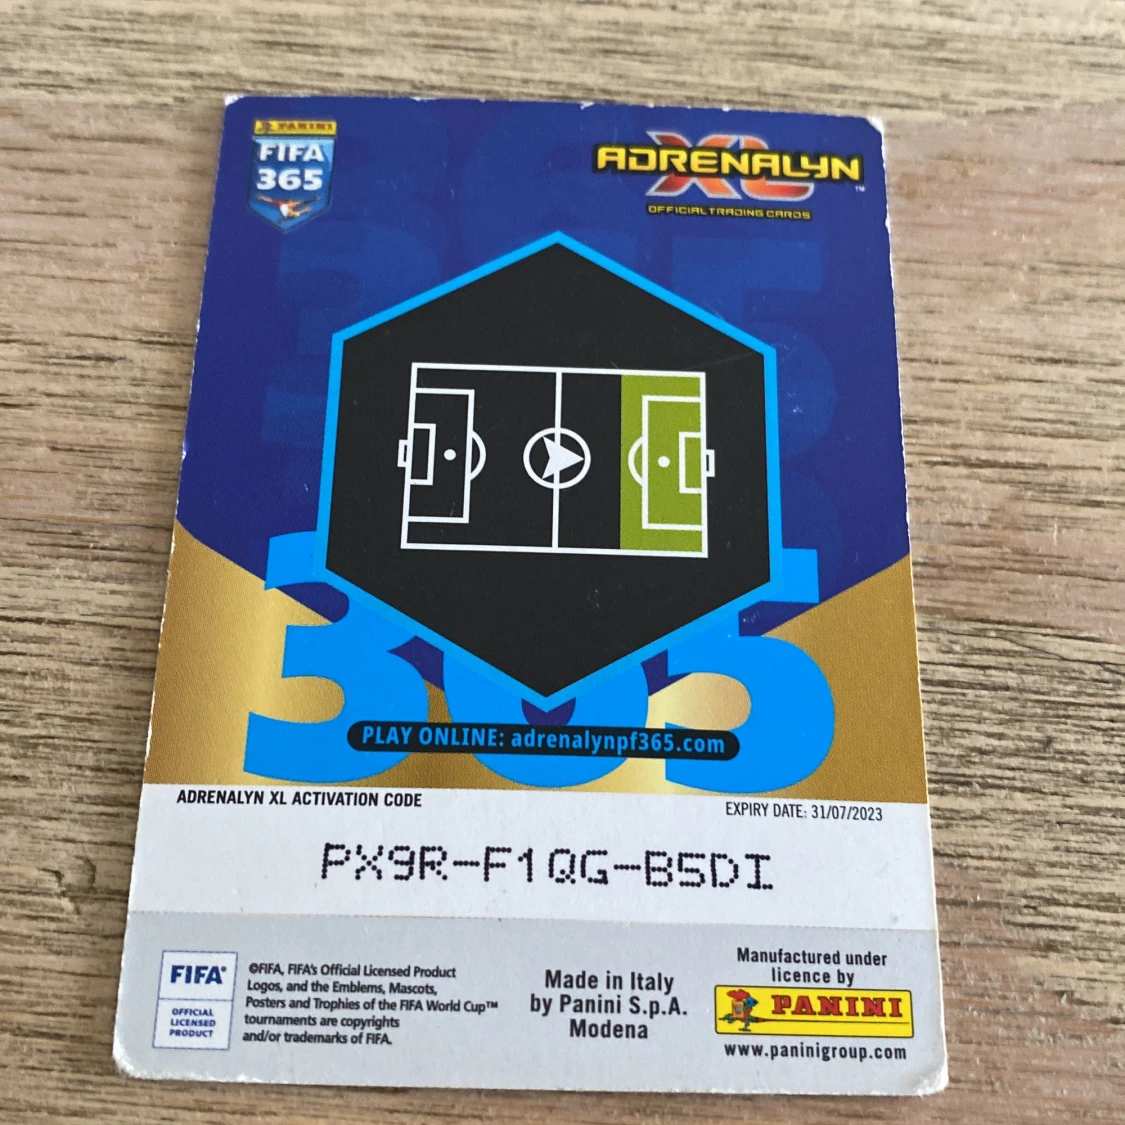 PANINI
FIFA
365
ADRENALYN
XL
™
OFFICIAL TRADING CARDS
365
PLAY ONLINE: adrenalynpf365.com
ADRENALYN XL ACTIVATION CODE
EXPIRY DATE: 31/07/2023
PX9R-F1QG-B5DI
FIFA®
OFFICIAL
LICENSED
PRODUCT
©FIFA, FIFA's Official Licensed Product
Logos, and the Emblems, Mascots,
Posters and Trophies of the FIFA World Cup™
tournaments are copyrights
and/or trademarks of FIFA.
Made in Italy
by Panini S.p.A.
Modena
Manufactured under
licence by
PANINI
www.paninigroup.com